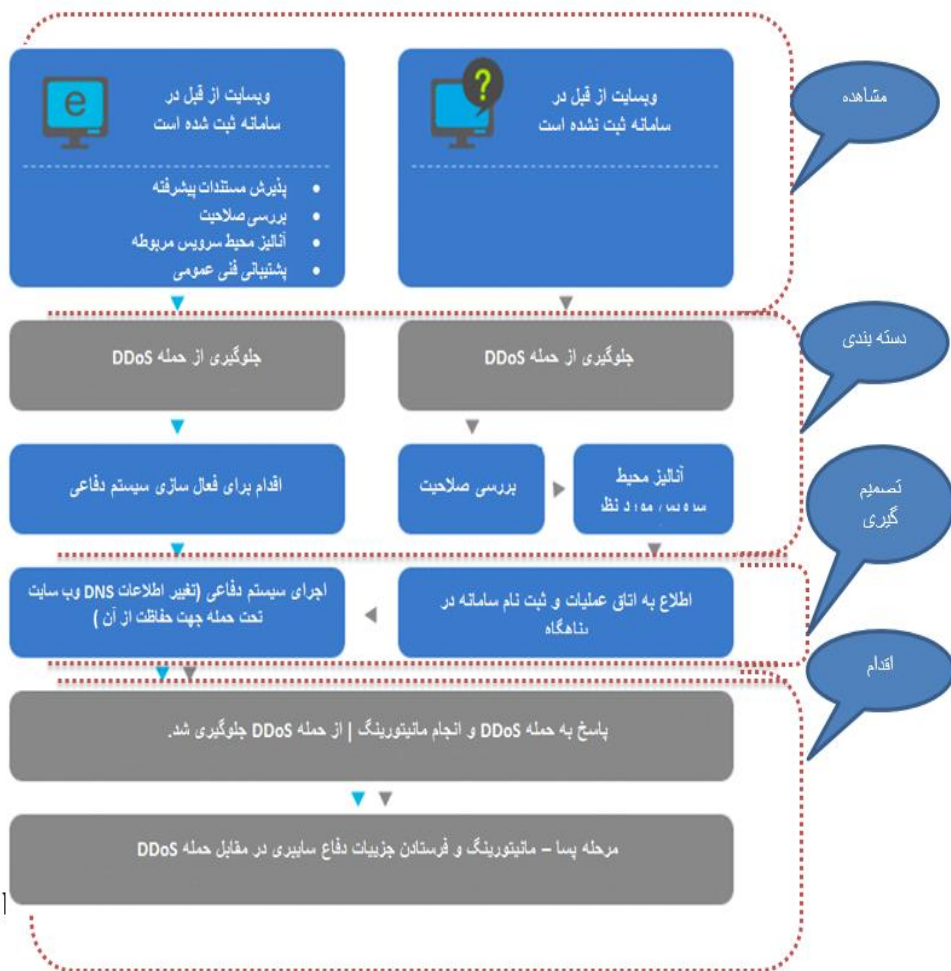 وبسایت از قبل در
سامانه ثبت نشده است
وبسایت از قبل در
سامانه ثبت شده است
پذیرش مستندات پیشرفته
بررسی صلاحیت
آنالیز محیط سرویس مربوطه
پشتیبانی فنی عمومی
مشاهده
جلوگیری از حمله DDoS
جلوگیری از حمله DDoS
دسته بندی
آنالیز محیط
مورد نظر
بررسی صلاحیت
اقدام برای فعال سازی سیستم دفاعی
تصمیم
گیری
اطلاع به اتاق عملیات و ثبت نام سامانه در
پناهگاه
اجرای سیستم دفاعی (تغییر اطلاعات DNS وب سایت
تحت حمله جهت حفاظت از آن )
اقدام
پاسخ به حمله DDoS و انجام مانیتورینگ | از حمله DDoS جلوگیری شد.
مرحله پسا – مانیتورینگ و فرستادن جزییات دفاع سایبری در مقابل حمله DDoS